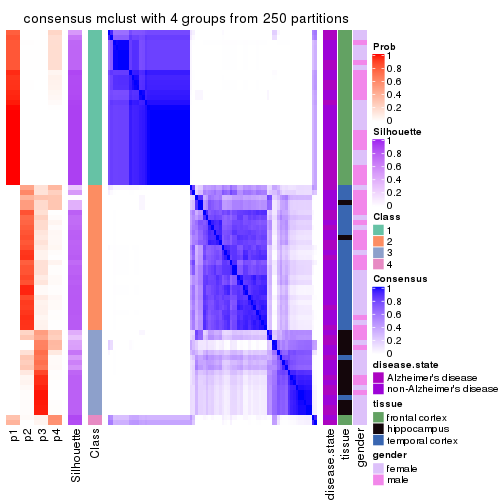 consensus mclust with 4 groups from 250 partitions
Prob
1
0.8
0.6
0.4
0.2
0
Silhouette
1
0.8
0.6
0.4
0.2
0
Class
1
2
3
4
Consensus
1
0.8
0.6
0.4
0.2
0
disease.state
Alzheimer's disease
non-Alzheimer's disease
tissue
frontal cortex
hippocampus
temporal cortex
gender
female
male
p1
p2
p3
p4
Silhouette
Class
disease.state
tissue
gender